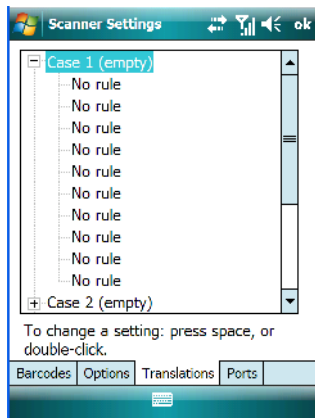 Scanner Settings ok
Case 1 (empty)
No rule
No rule
No rule
No rule
No rule
No rule
No rule
No rule
No rule
No rule
Case 2 (empty)
To change a setting: press space, or
double-click.
Barcodes Options Translations Ports